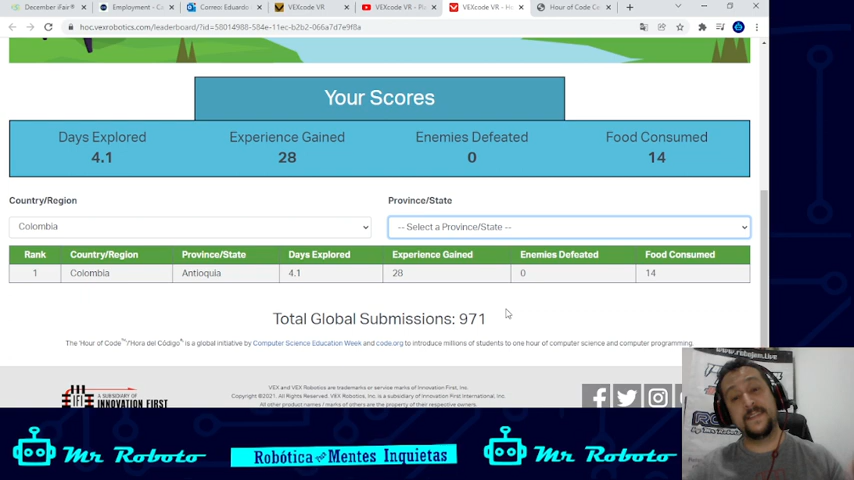 December iFair®
Employment - C
Correo: Eduardo
VEXcode VR
VEXcode VR - Pl
VEXcode VR - H
Hour of Code Ce
hoc.vexrobotics.com/leaderboard/?id=58014988-584e-11ec-b2b2-066a7d7e9f8a
Your Scores
Days Explored
Experience Gained
Enemies Defeated
Food Consumed
4.1
28
0
14
Country/Region
Province/State
Colombia
-- Select a Province/State --
Rank Country/Region Province/State Days Explored Experience Gained Enemies Defeated Food Consumed
1 Colombia Antioquia 4.1 28 0 14
Total Global Submissions: 971
The 'Hour of Code™'/'Hora del Código'® is a global initiative by Computer Science Education Week and code.org to introduce millions of students to one hour of computer science and computer programming.
IFI
A SUBSIDIARY OF
INNOVATION FIRST
VEX and VEX Robotics are trademarks or service marks of Innovation First, Inc.
Copyright ©2021. All Rights Reserved. VEX Robotics, Inc. is a subsidiary of Innovation First International, Inc.
All other product names / marks of others are the property of their respective owners.
Mr Roboto
Robótica Mentes Inquietas
Mr Roboto